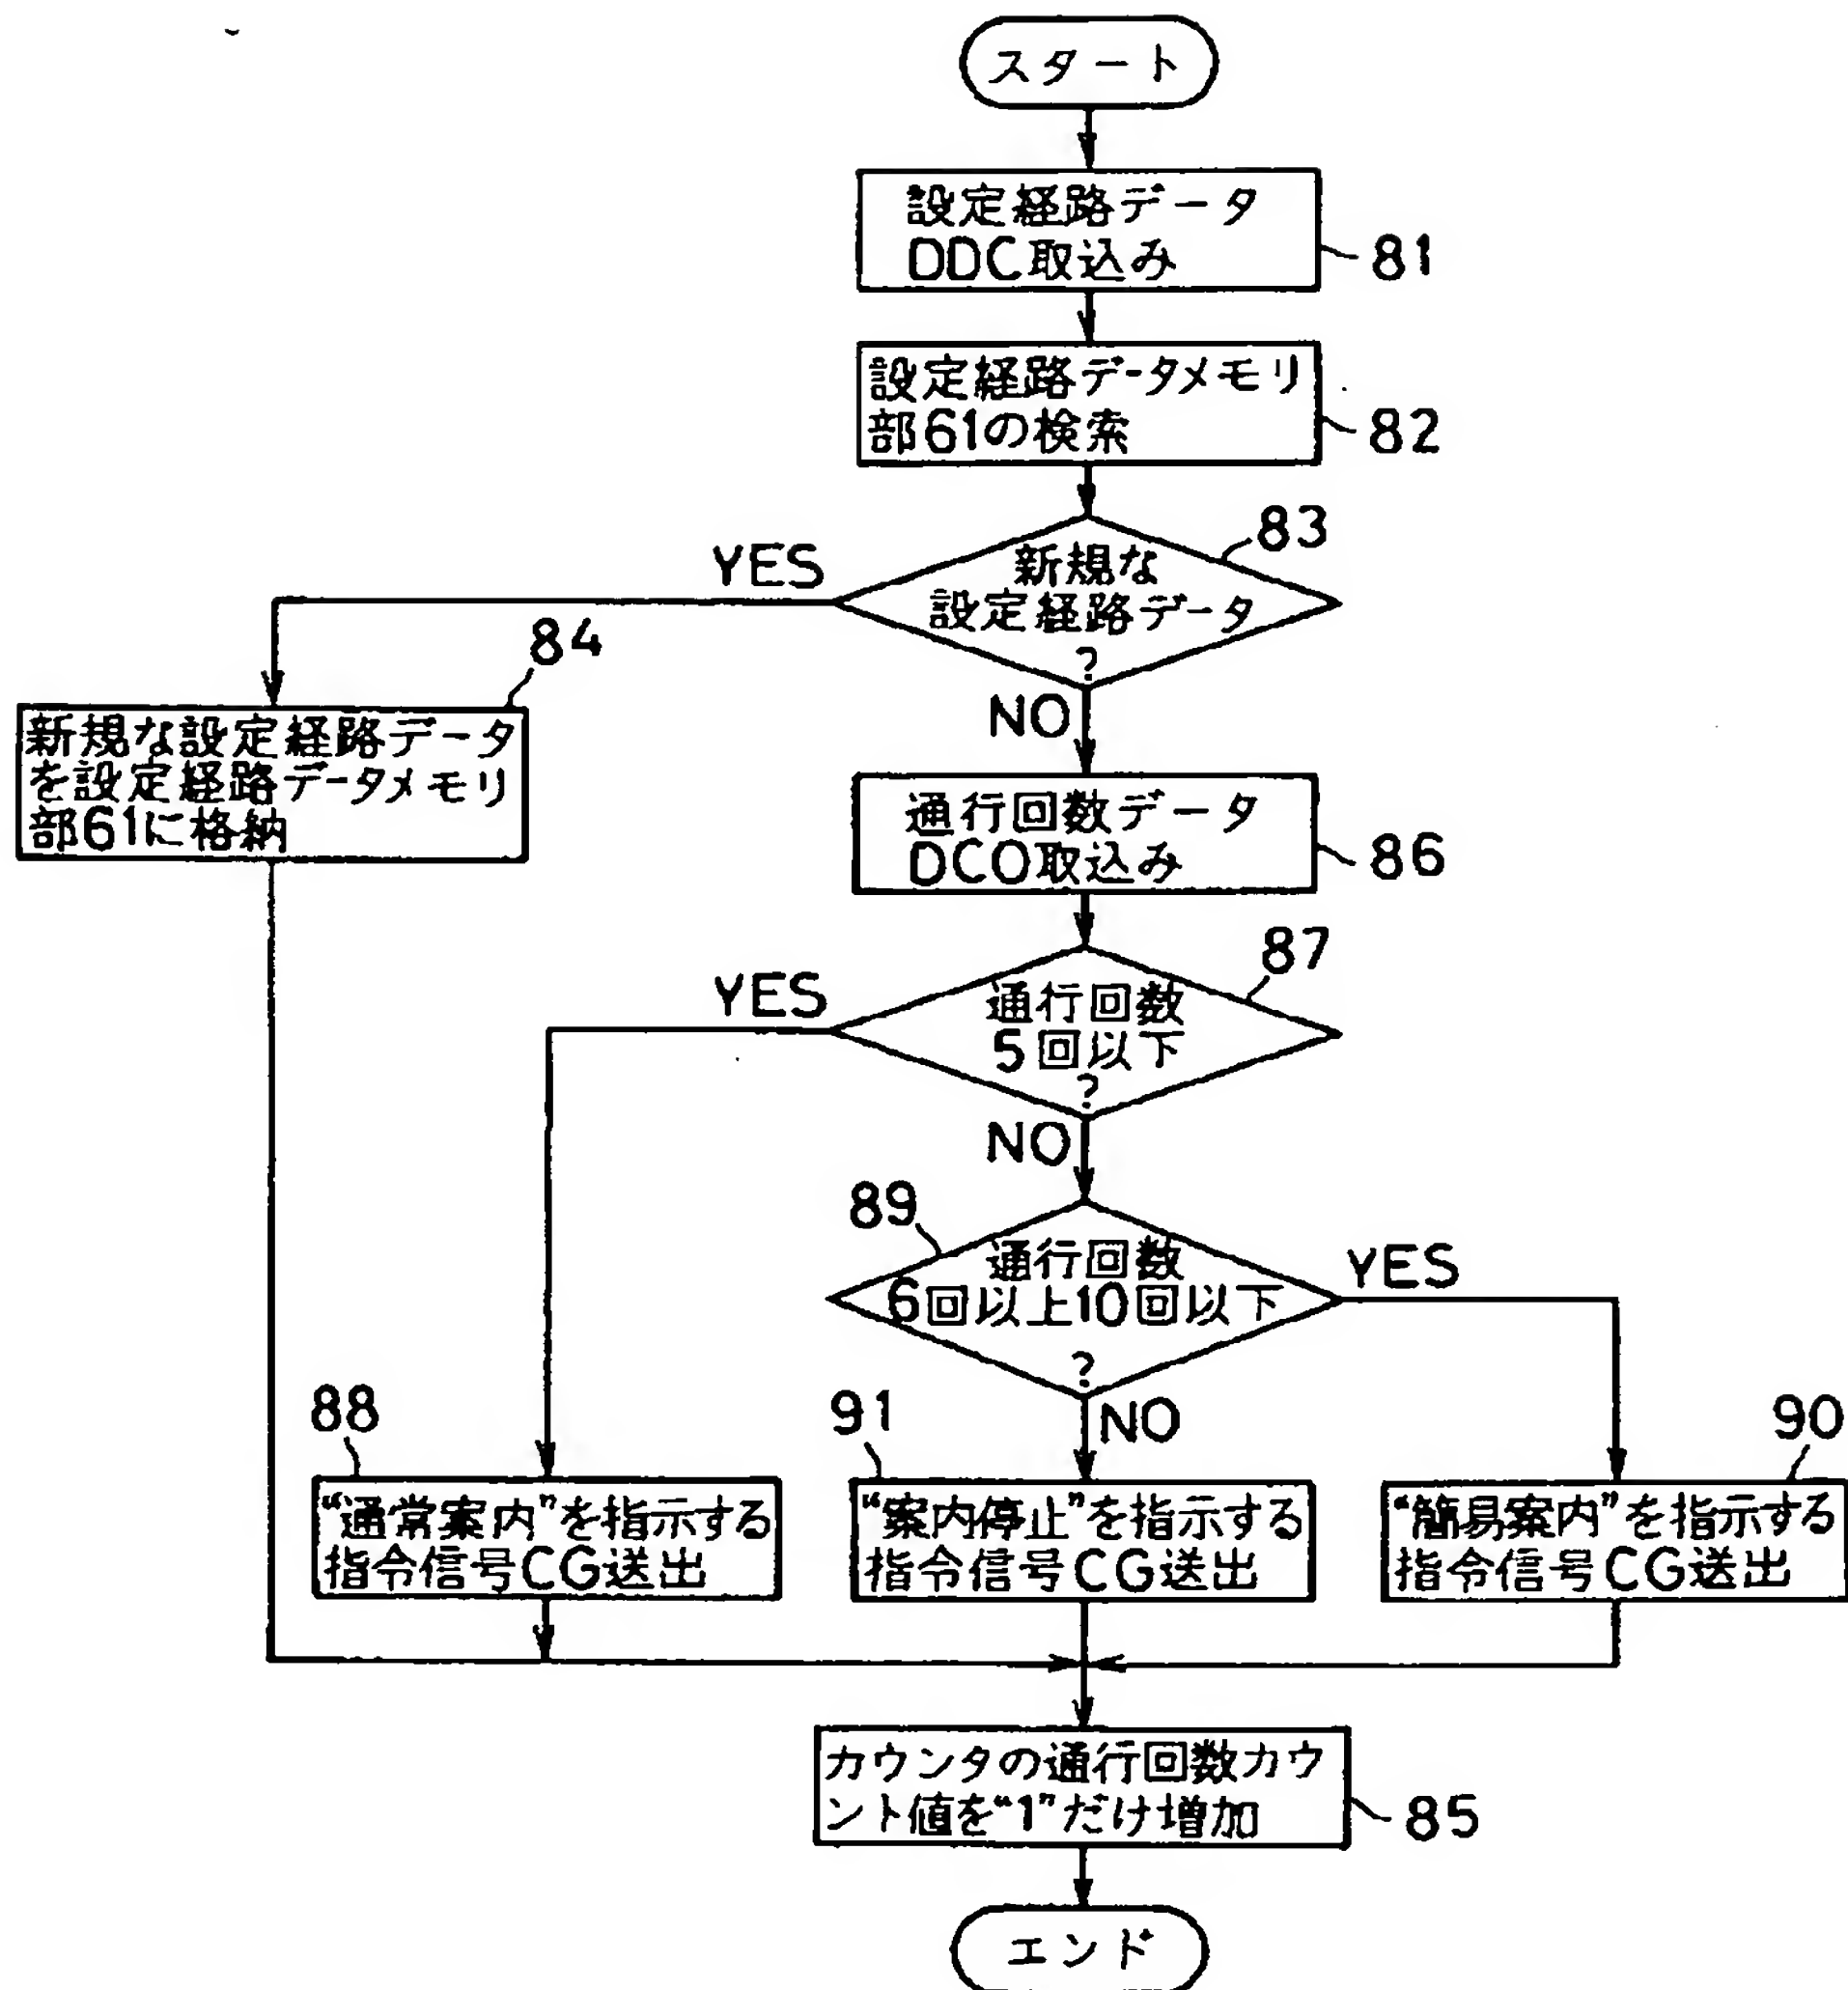 スタート
設定経路データ
DDC取込み
81
設定経路データメモリ
部61の検索
82
83
YES
新規な
設定経路データ
?
NO
84
新規な設定経路データ
を設定経路データメモリ
部61に格納
通行回数データ
DCO取込み
86
87
YES
通行回数
5回以下
?
NO
89
通行回数
6回以上10回以下
?
YES
NO
88
“通常案内”を指示する
指令信号CG送出
91
“案内停止”を指示する
指令信号CG送出
90
“簡易案内”を指示する
指令信号CG送出
カウンタの通行回数カウ
ント値を“1”だけ増加
85
エンド